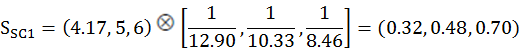 S_SC1 = (4.17, 5, 6) ⊗ [1/12.90, 1/10.33, 1/8.46] = (0.32, 0.48, 0.70)